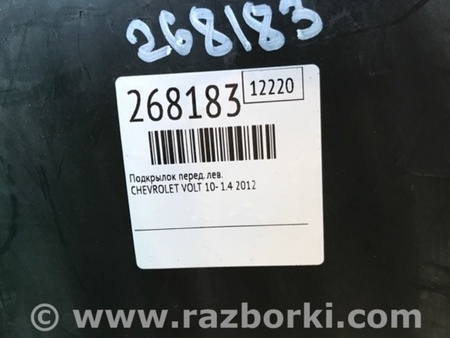 268183
268183 12220
Подкрылок перед. лев.
CHEVROLET VOLT 10- 1.4 2012
© www.razborki.com